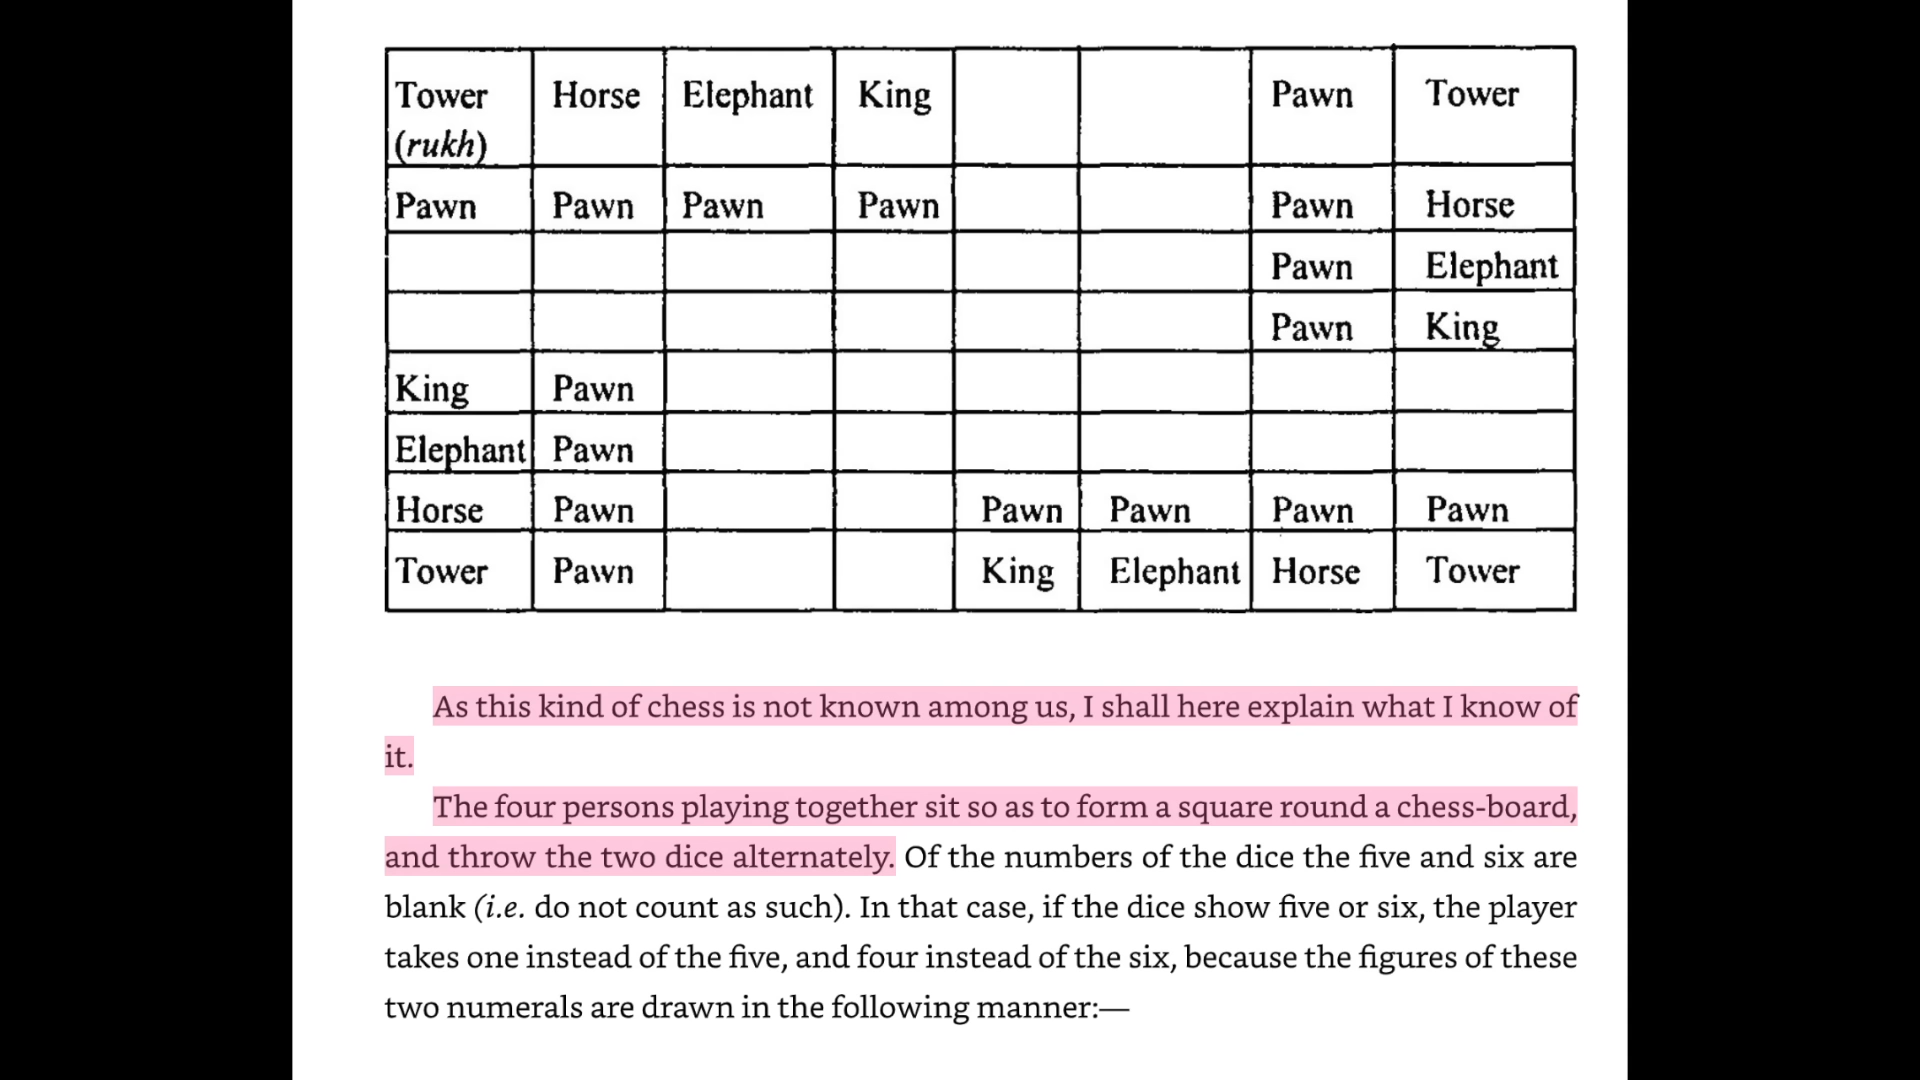 Tower Horse Elephant King Pawn Tower
(rukh)
Pawn Pawn Pawn Pawn Pawn Horse
Pawn Elephant
Pawn King
King Pawn
Elephant Pawn
Horse Pawn Pawn Pawn Pawn Pawn
Tower Pawn King Elephant Horse Tower
As this kind of chess is not known among us, I shall here explain what I know of
it.
The four persons playing together sit so as to form a square round a chess-board,
and throw the two dice alternately. Of the numbers of the dice the five and six are
blank (i.e. do not count as such). In that case, if the dice show five or six, the player
takes one instead of the five, and four instead of the six, because the figures of these
two numerals are drawn in the following manner:—